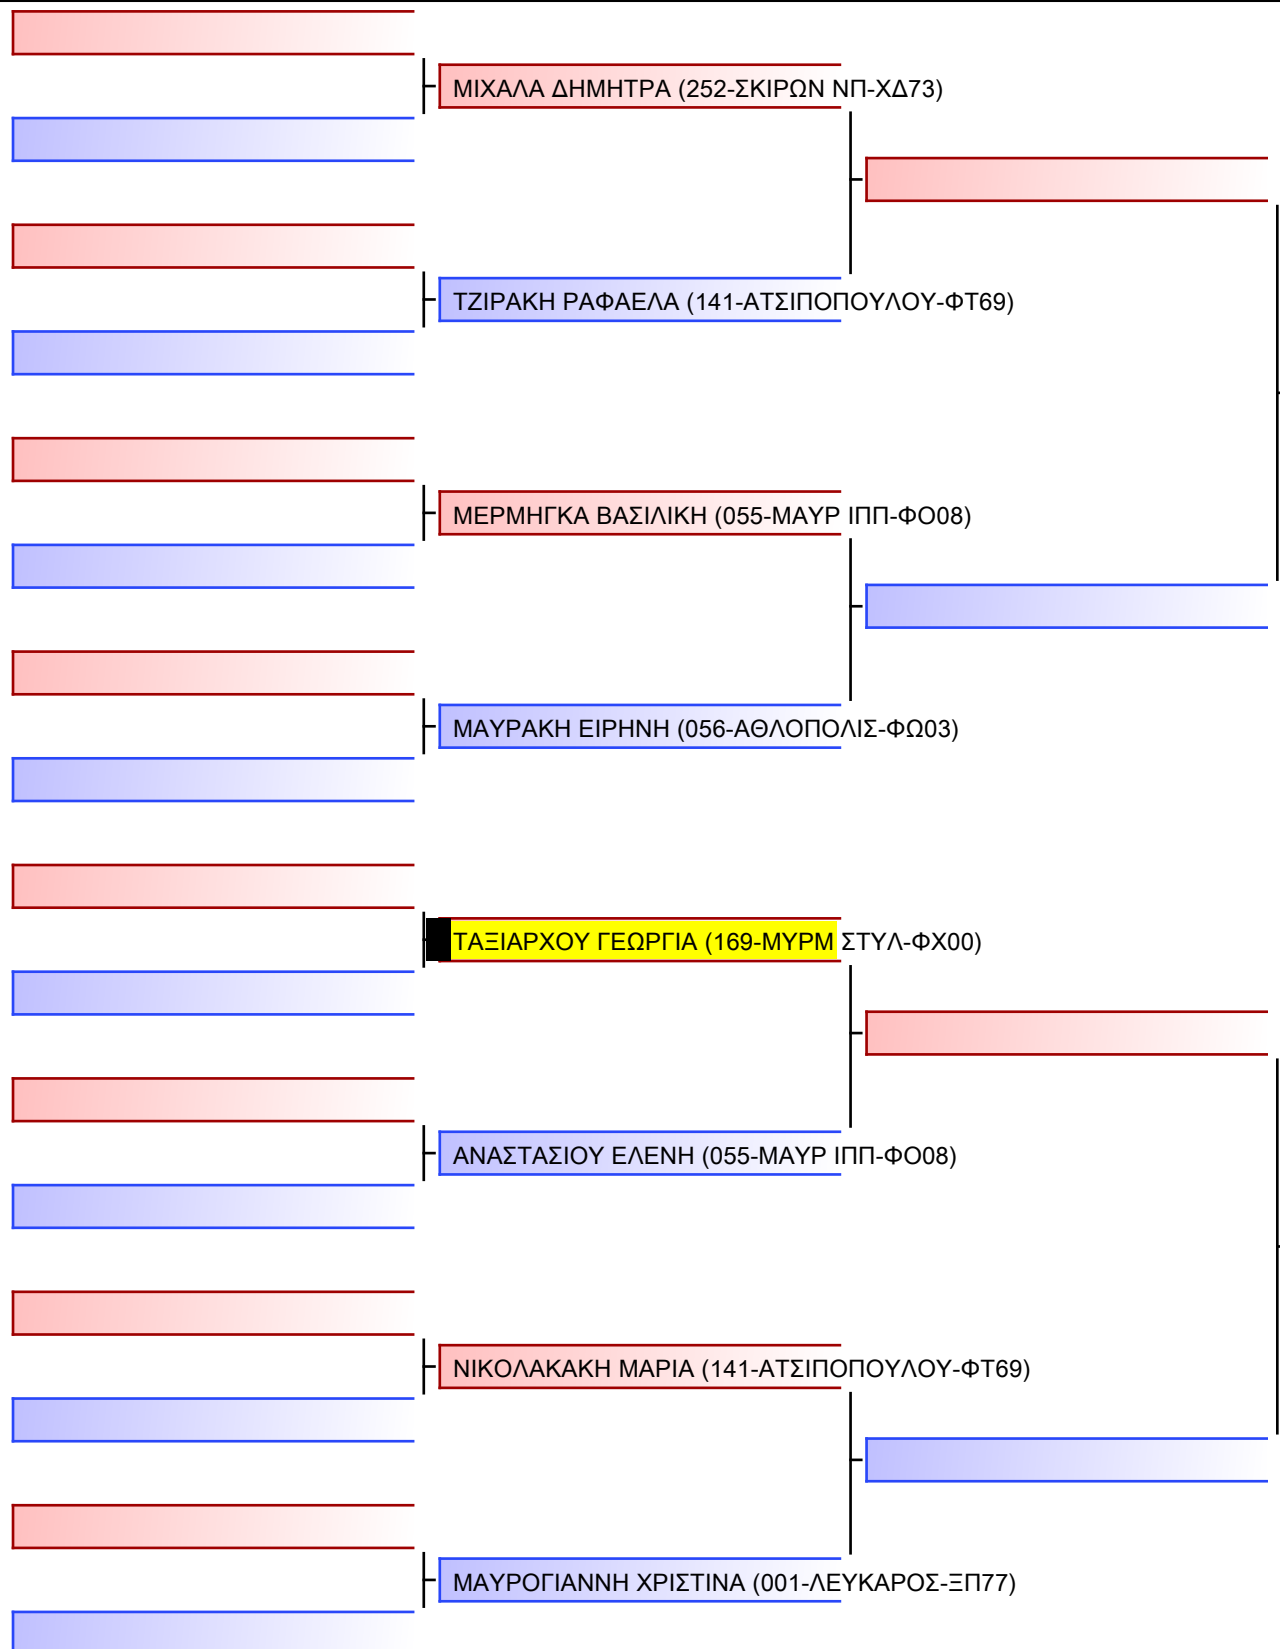 ΜΙΧΑΛΑ ΔΗΜΗΤΡΑ (252-ΣΚΙΡΩΝ ΝΠ-ΧΔ73)
ΤΖΙΡΑΚΗ ΡΑΦΑΕΛΑ (141-ΑΤΣΙΠΟΠΟΥΛΟΥ-ΦΤ69)
ΜΕΡΜΗΓΚΑ ΒΑΣΙΛΙΚΗ (055-ΜΑΥΡ ΙΠΠ-ΦΟ08)
ΜΑΥΡΑΚΗ ΕΙΡΗΝΗ (056-ΑΘΛΟΠΟΛΙΣ-ΦΩ03)
ΤΑΞΙΑΡΧΟΥ ΓΕΩΡΓΙΑ (169-ΜΥΡΜ ΣΤΥΛ-ΦΧ00)
ΑΝΑΣΤΑΣΙΟΥ ΕΛΕΝΗ (055-ΜΑΥΡ ΙΠΠ-ΦΟ08)
ΝΙΚΟΛΑΚΑΚΗ ΜΑΡΙΑ (141-ΑΤΣΙΠΟΠΟΥΛΟΥ-ΦΤ69)
ΜΑΥΡΟΓΙΑΝΝΗ ΧΡΙΣΤΙΝΑ (001-ΛΕΥΚΑΡΟΣ-ΞΠ77)